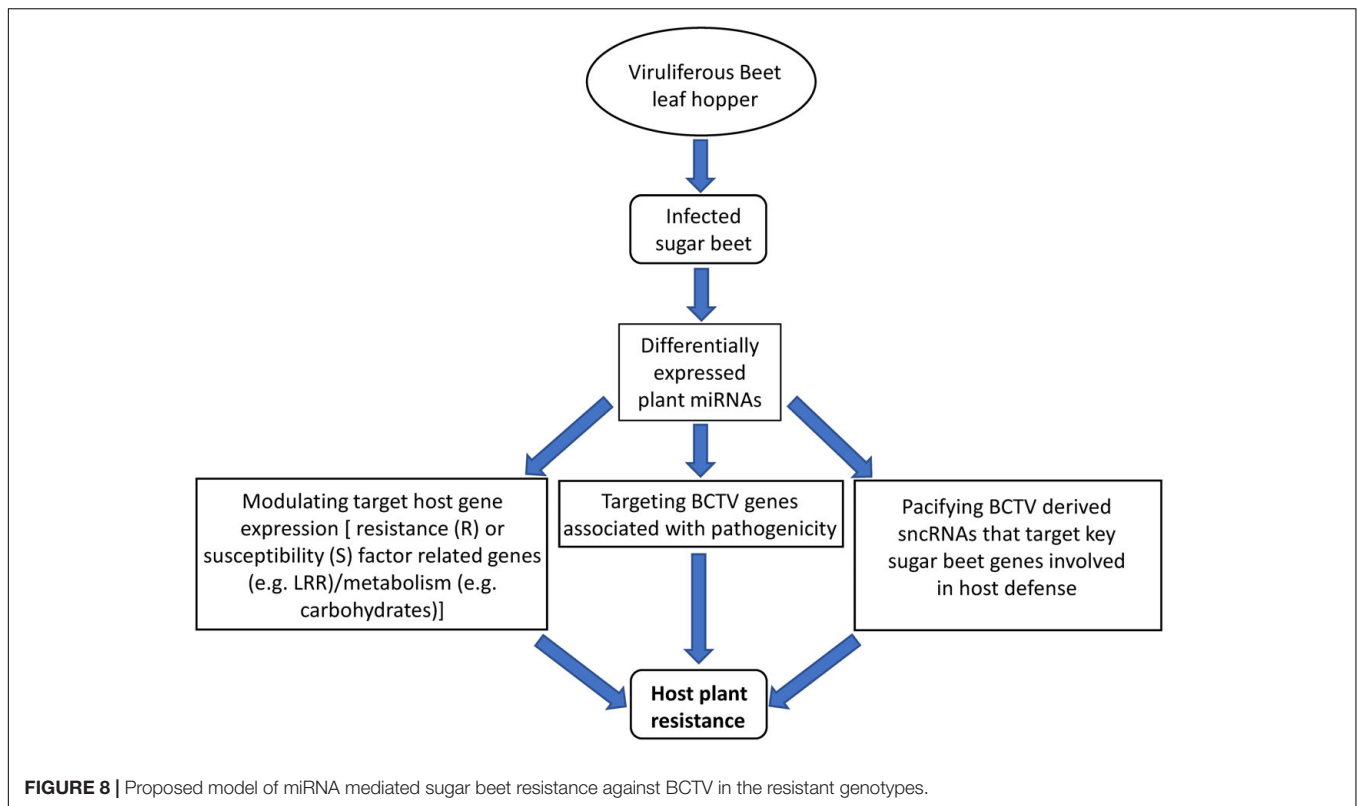 Viruliferous Beet
leaf hopper
Infected
sugar beet
Differentially
expressed
plant miRNAs
Modulating target host gene
expression [ resistance (R) or
susceptibility (S) factor related genes
(e.g. LRR)/metabolism (e.g.
carbohydrates)]
Targeting BCTV genes
associated with pathogenicity
Pacifying BCTV derived
sncRNAs that target key
sugar beet genes involved
in host defense
Host plant
resistance
FIGURE 8 | Proposed model of miRNA mediated sugar beet resistance against BCTV in the resistant genotypes.